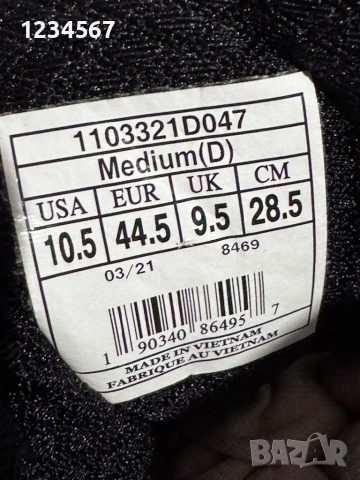 1234567
1103321D047
Medium(D)
USA EUR UK CM
10.5 44.5 9.5 28.5
03/21 8469
1 90340 86495 7
MADE IN VIETNAM
FABRIQUE AU VIETNAM
BAZAR